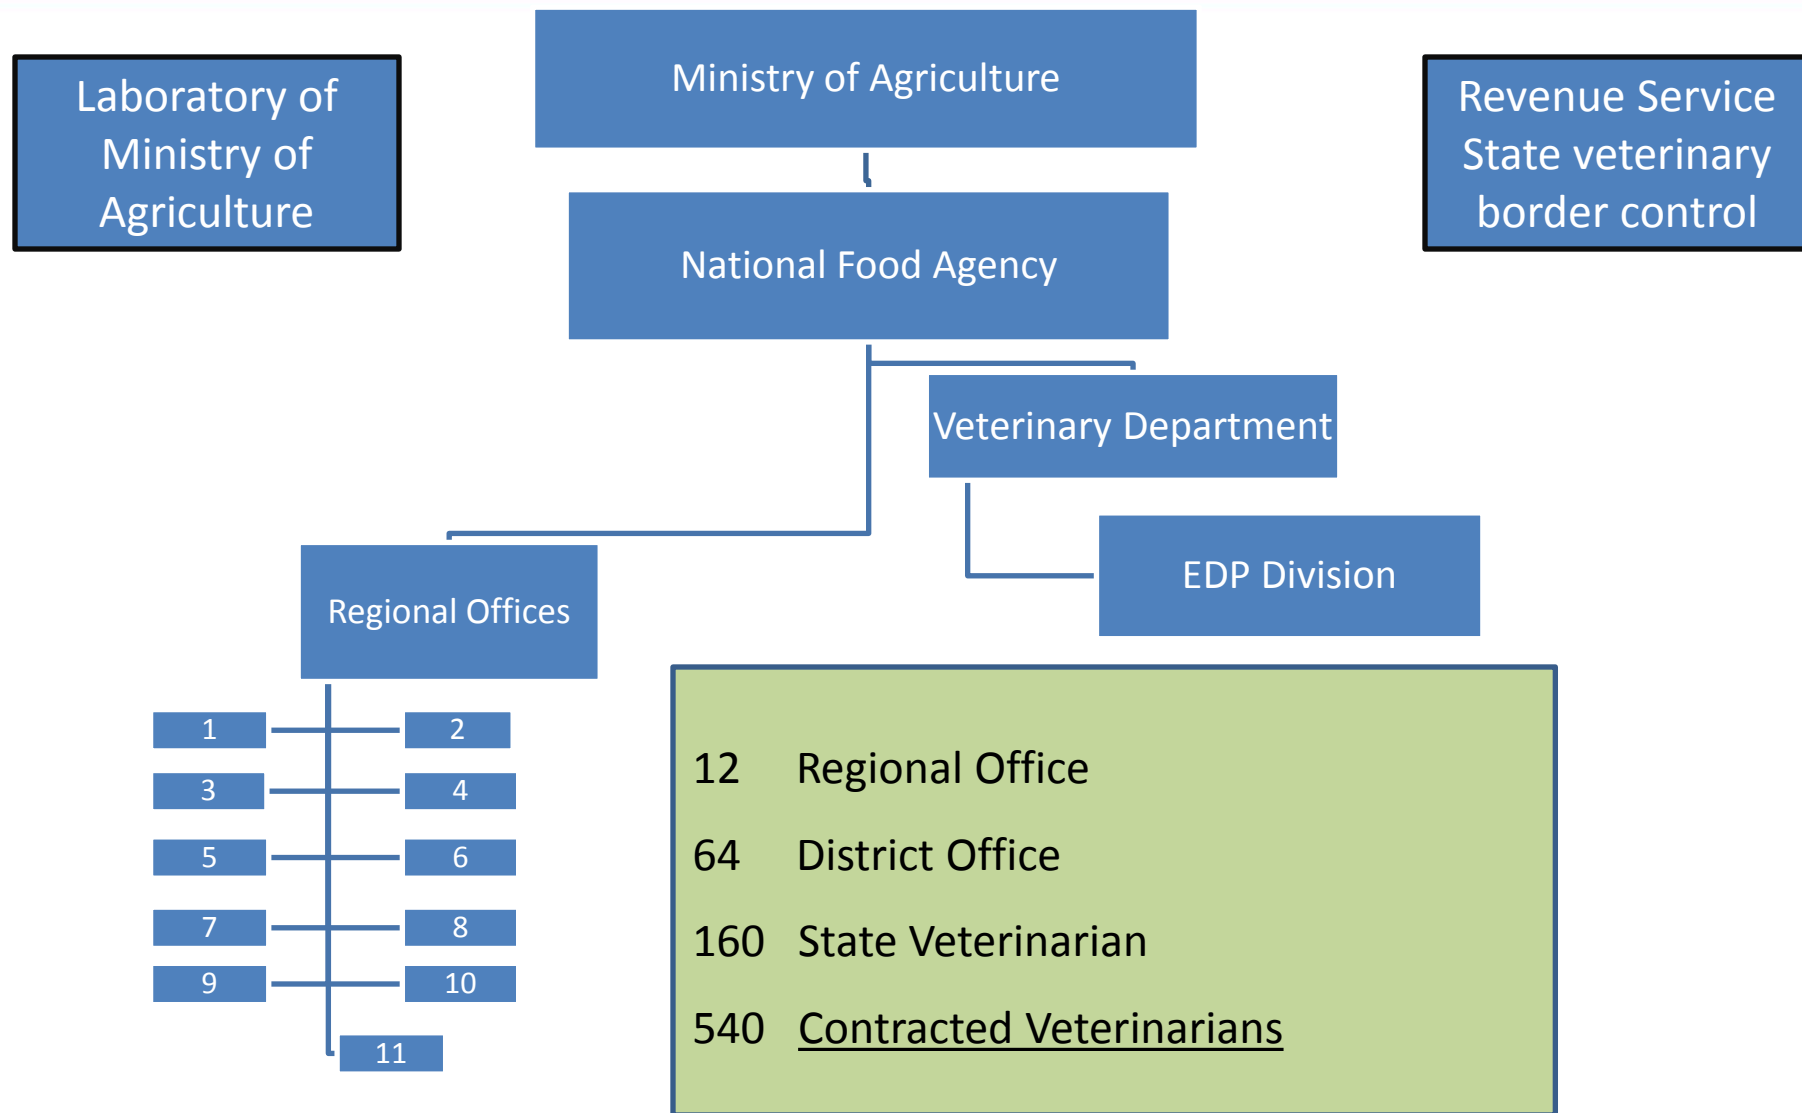 Ministry of Agriculture
Laboratory of
Ministry of
Agriculture
Revenue Service
State veterinary
border control
National Food Agency
Veterinary Department
EDP Division
Regional Offices
1
2
3
4
5
6
7
8
9
10
11
12 Regional Office
64 District Office
160 State Veterinarian
540 Contracted Veterinarians